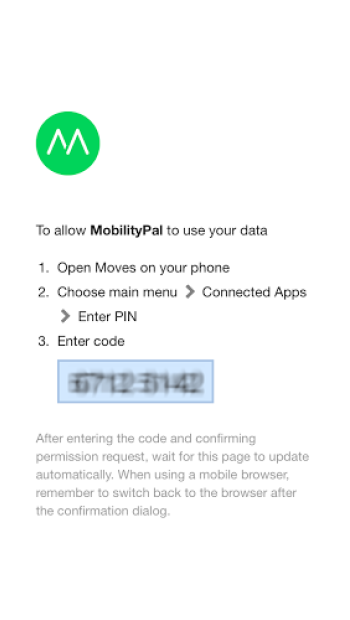 To allow MobilityPal to use your data
1. Open Moves on your phone
2. Choose main menu > Connected Apps
> Enter PIN
3. Enter code
After entering the code and confirming
permission request, wait for this page to update
automatically. When using a mobile browser,
remember to switch back to the browser after
the confirmation dialog.